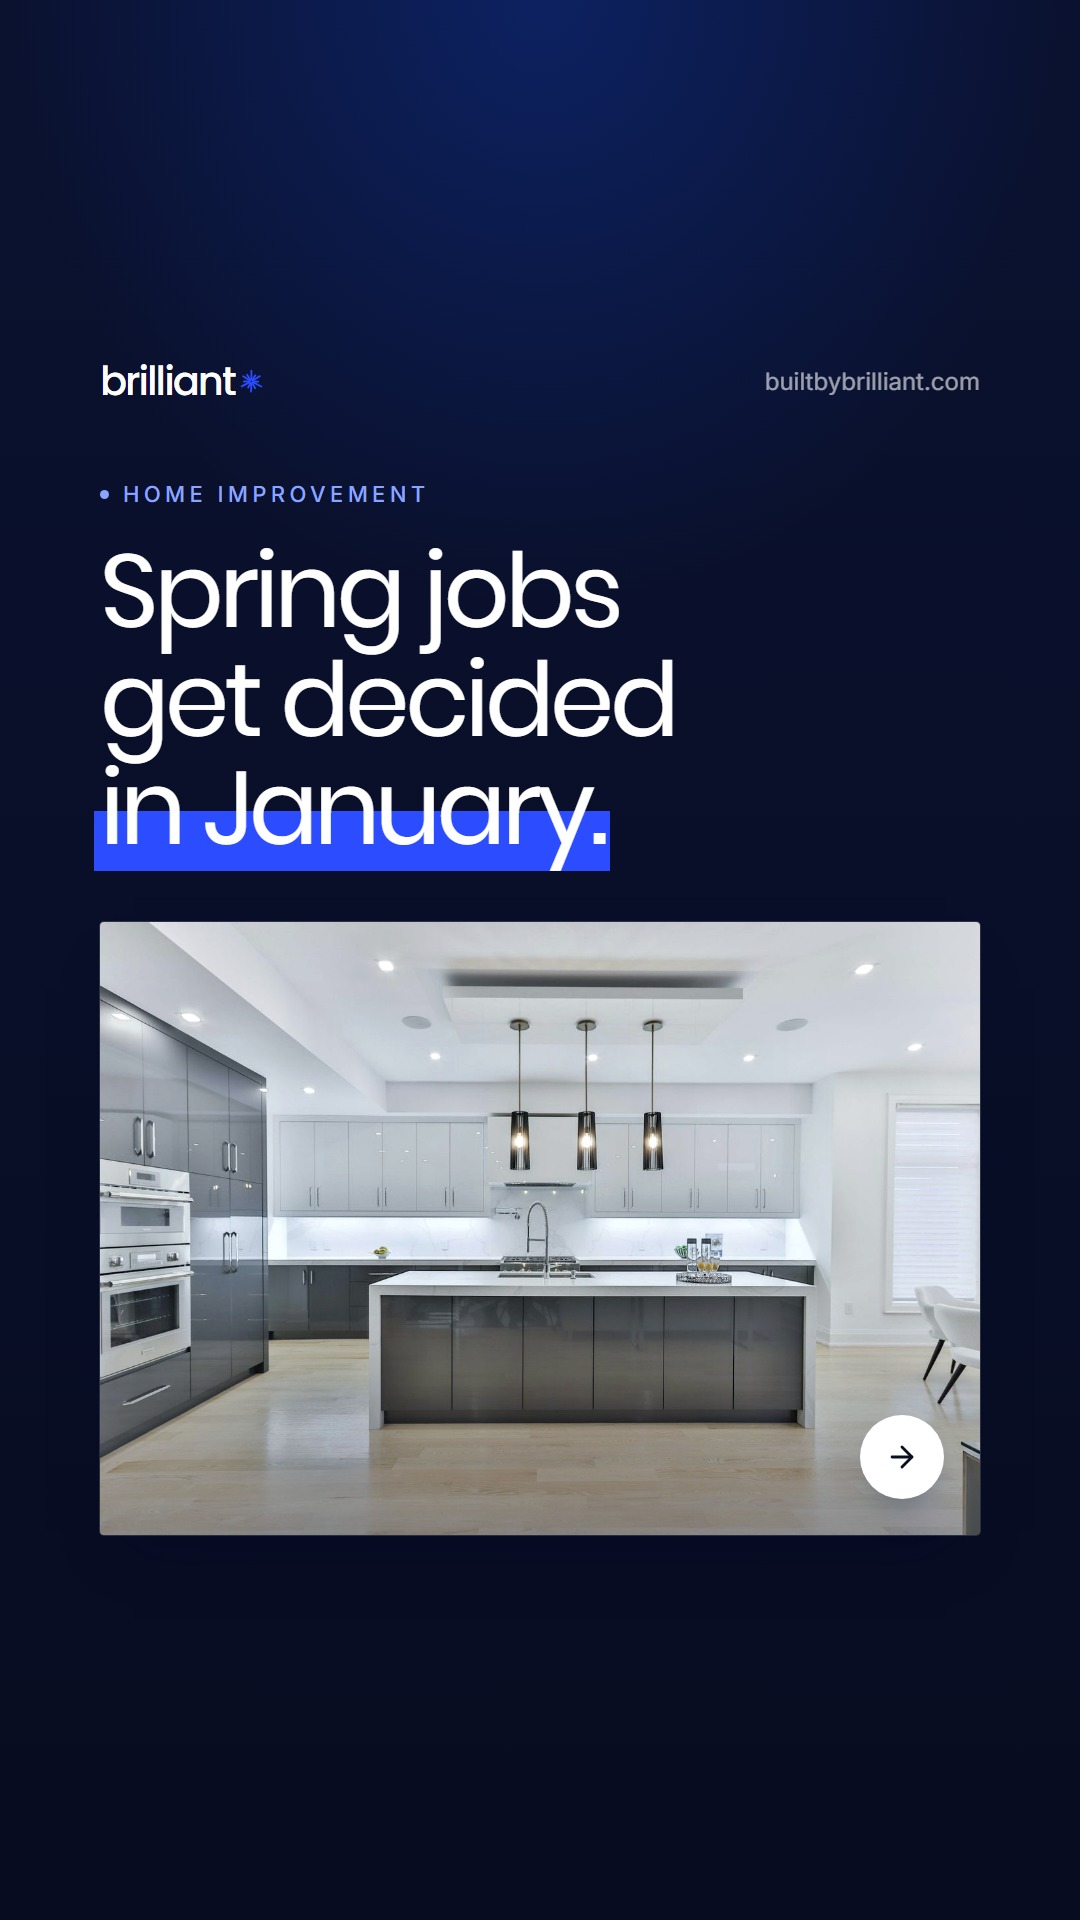 brilliant
builtbybrilliant.com
HOME IMPROVEMENT
Spring jobs
get decided
in January.